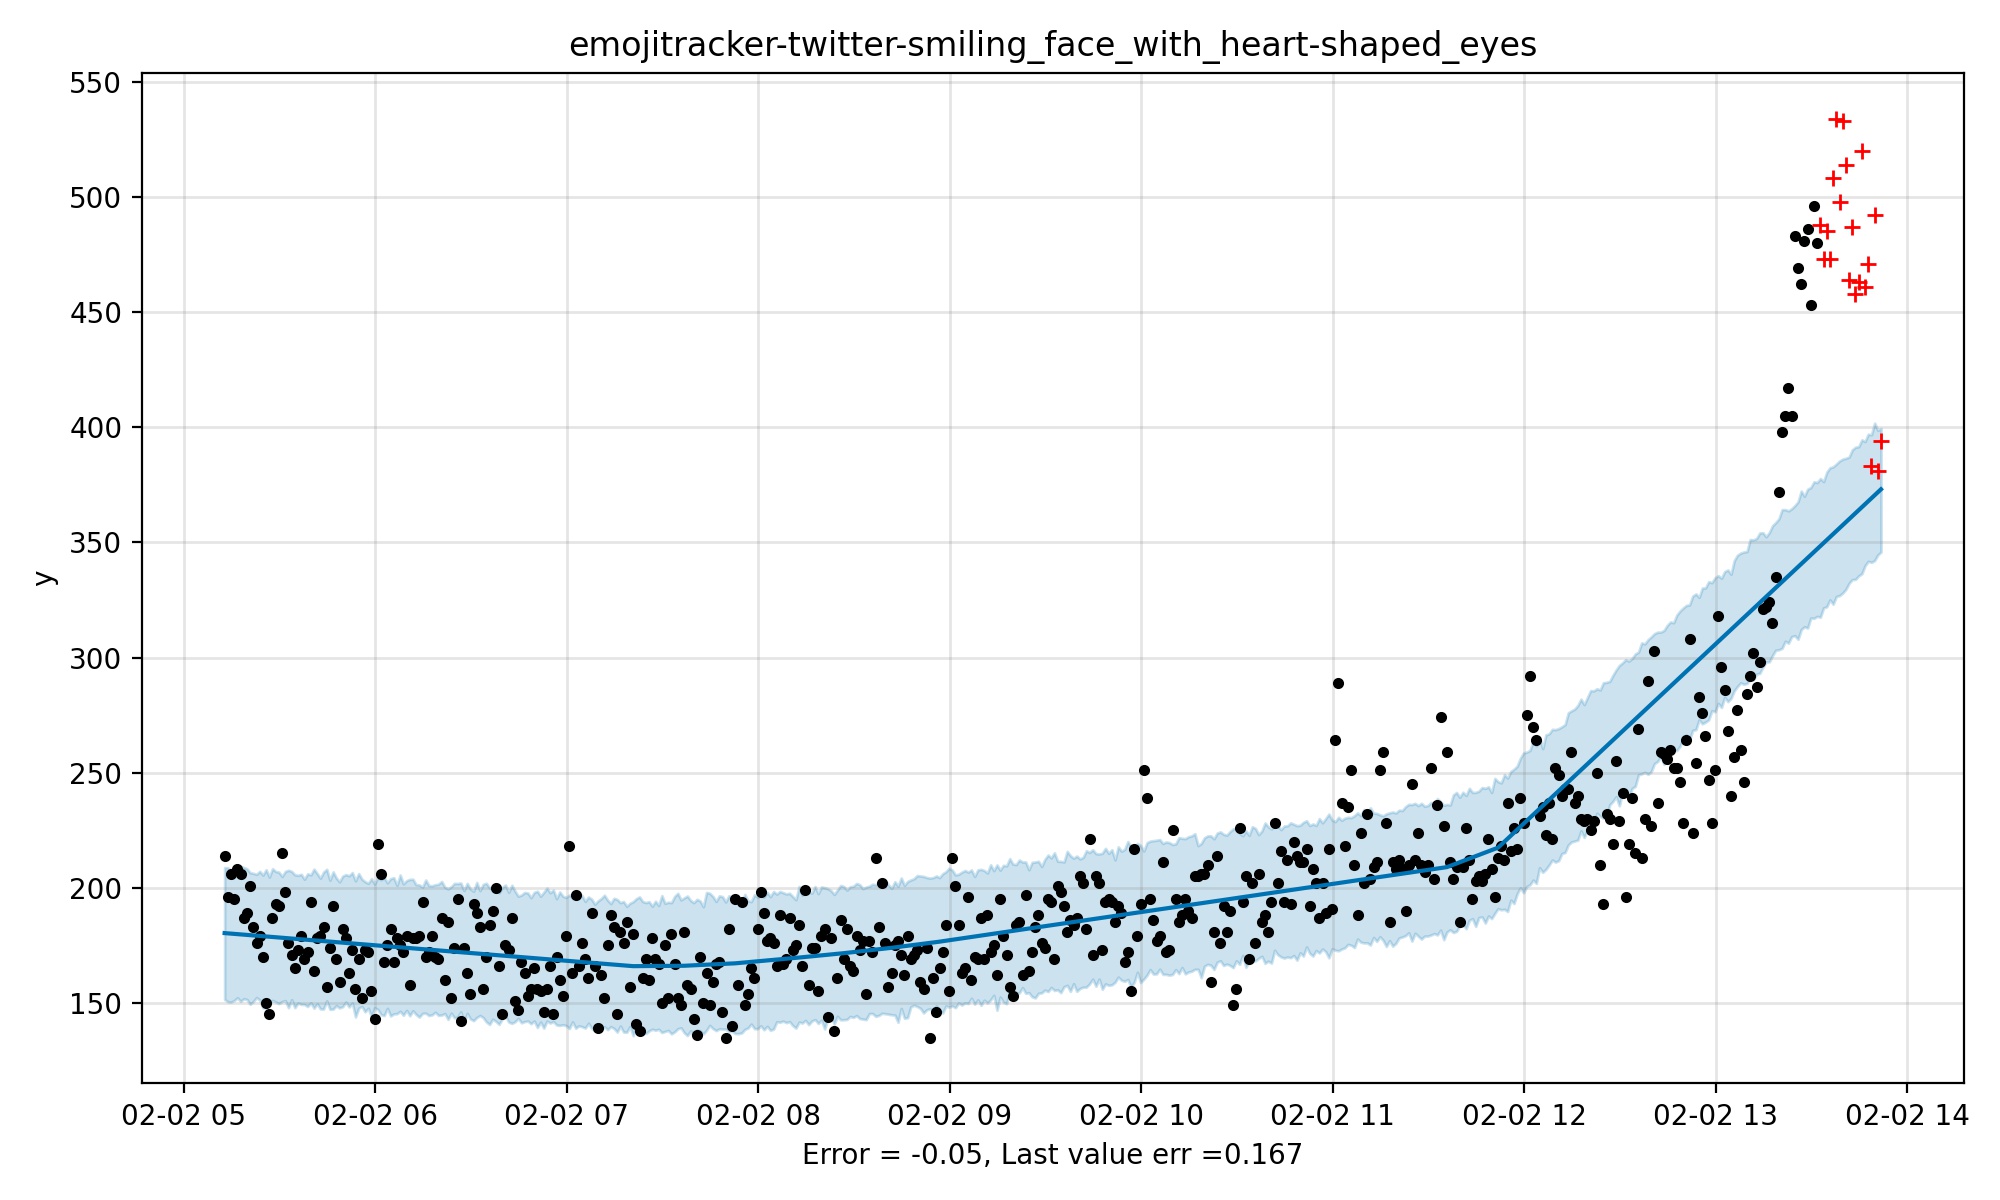 emojitracker-twitter-smiling_face_with_heart-shaped_eyes
550
500
450
400
350
300
250
200
150
y
02-02 05 02-02 06 02-02 07 02-02 08 02-02 09 02-02 10 02-02 11 02-02 12 02-02 13 02-02 14
Error = -0.05, Last value err =0.167